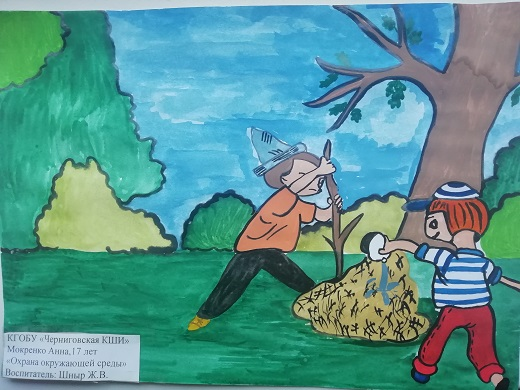 КГОБУ «Черниговская КШИ»
Мокренко Анна,17 лет
«Охрана окружающей среды»
Воспитатель: Шныр Ж.В.